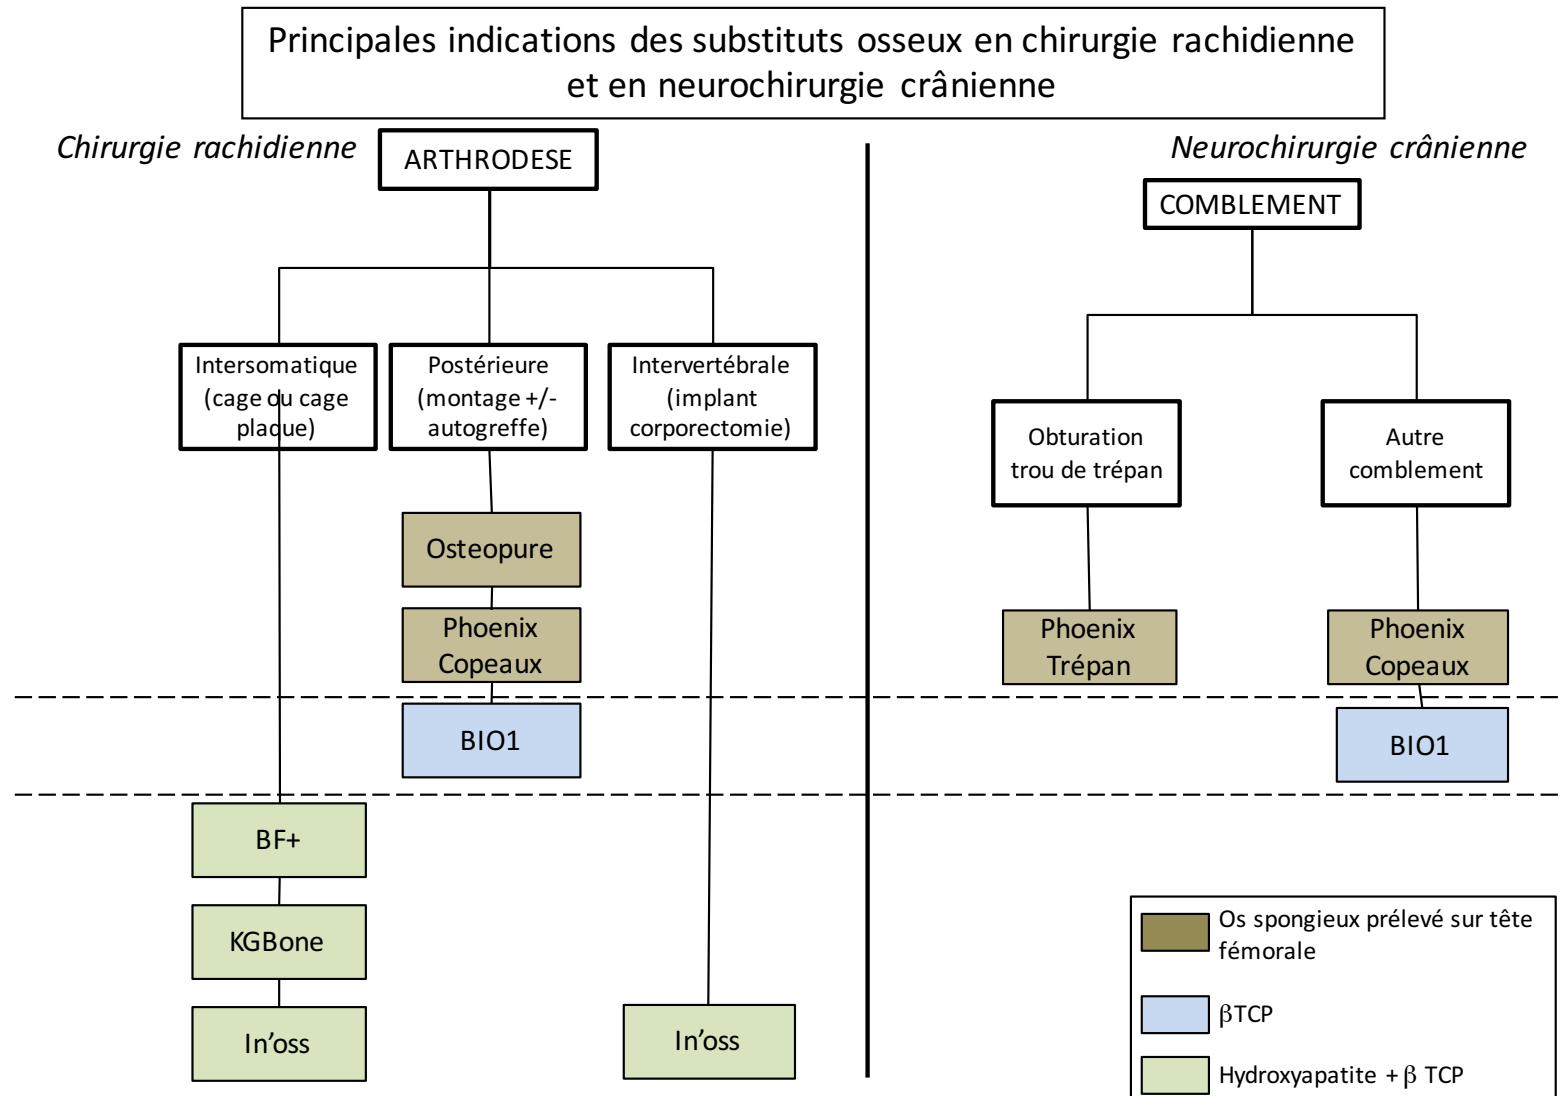 Principales indications des substituts osseux en chirurgie rachidienne
et en neurochirurgie crânienne
Chirurgie rachidienne
ARTHRODESE
Intersomatique
(cage ou cage
plaque)
Postérieure
(montage +/-
autogreffe)
Intervertébrale
(implant
corporectomie)
Osteopure
Phoenix
Copeaux
BIO1
BF+
KGBone
In’oss
In’oss
Neurochirurgie crânienne
COMBLEMENT
Obturation
trou de trépan
Autre
comblement
Phoenix
Trépan
Phoenix
Copeaux
BIO1
Os spongieux prélevé sur tête
fémorale
βTCP
Hydroxyapatite + β TCP